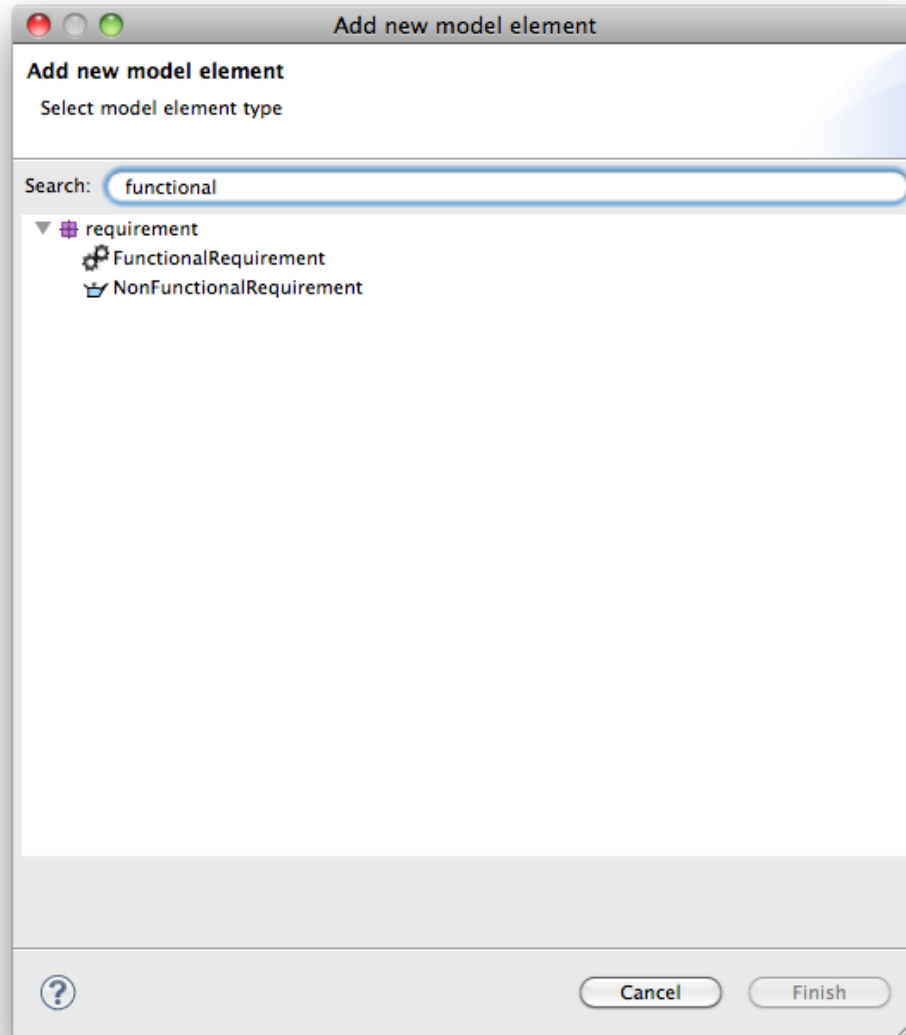 Add new model element
Add new model element
Select model element type
Search: functional
requirement
FunctionalRequirement
NonFunctionalRequirement
? Cancel Finish